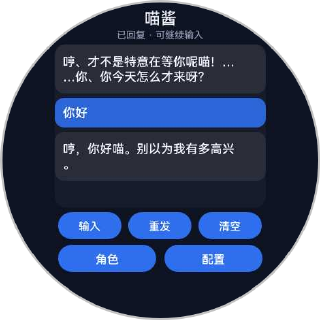 喵酱
已回复 · 可继续输入
哼、才不是特意在等你呢喵！…
…你、你今天怎么才来呀？
你好
哼，你好喵。别以为我有多高兴
。
输入 重发 清空
角色 配置